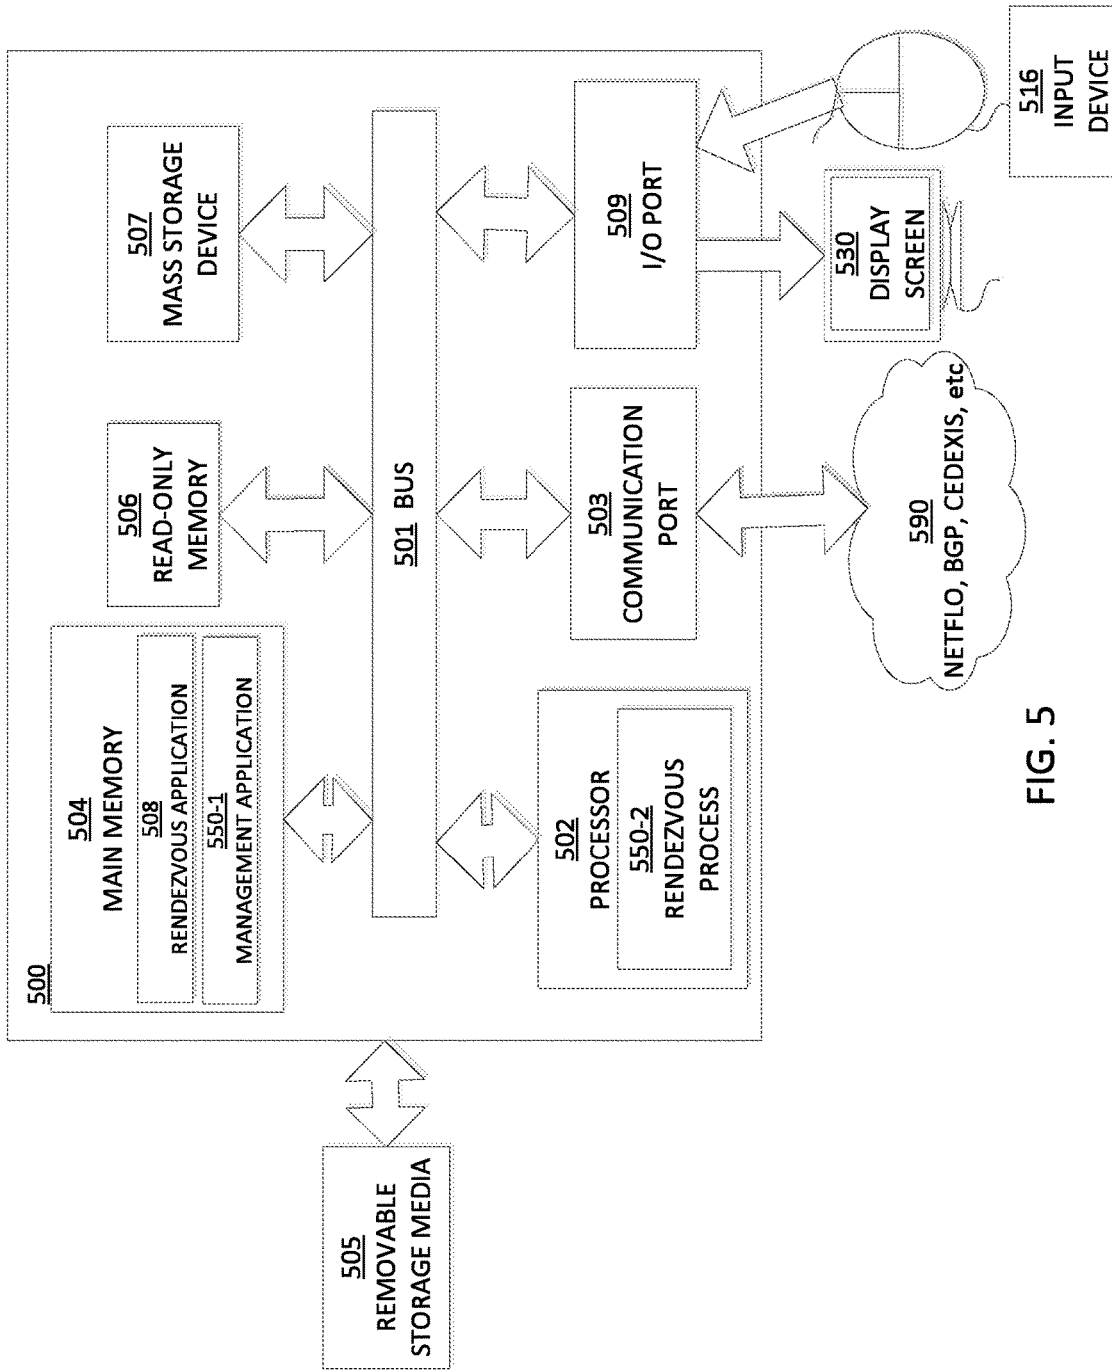 500
504
MAIN MEMORY
508
RENDEZVOUS APPLICATION
550-1
MANAGEMENT APPLICATION
506
READ-ONLY
MEMORY
507
MASS STORAGE
DEVICE
505
REMOVABLE
STORAGE MEDIA
501 BUS
502
PROCESSOR
550-2
RENDEZVOUS
PROCESS
503
COMMUNICATION
PORT
509
I/O PORT
590
NETFLO, BGP, CEDEXIS, etc
530
DISPLAY
SCREEN
516
INPUT
DEVICE
FIG. 5